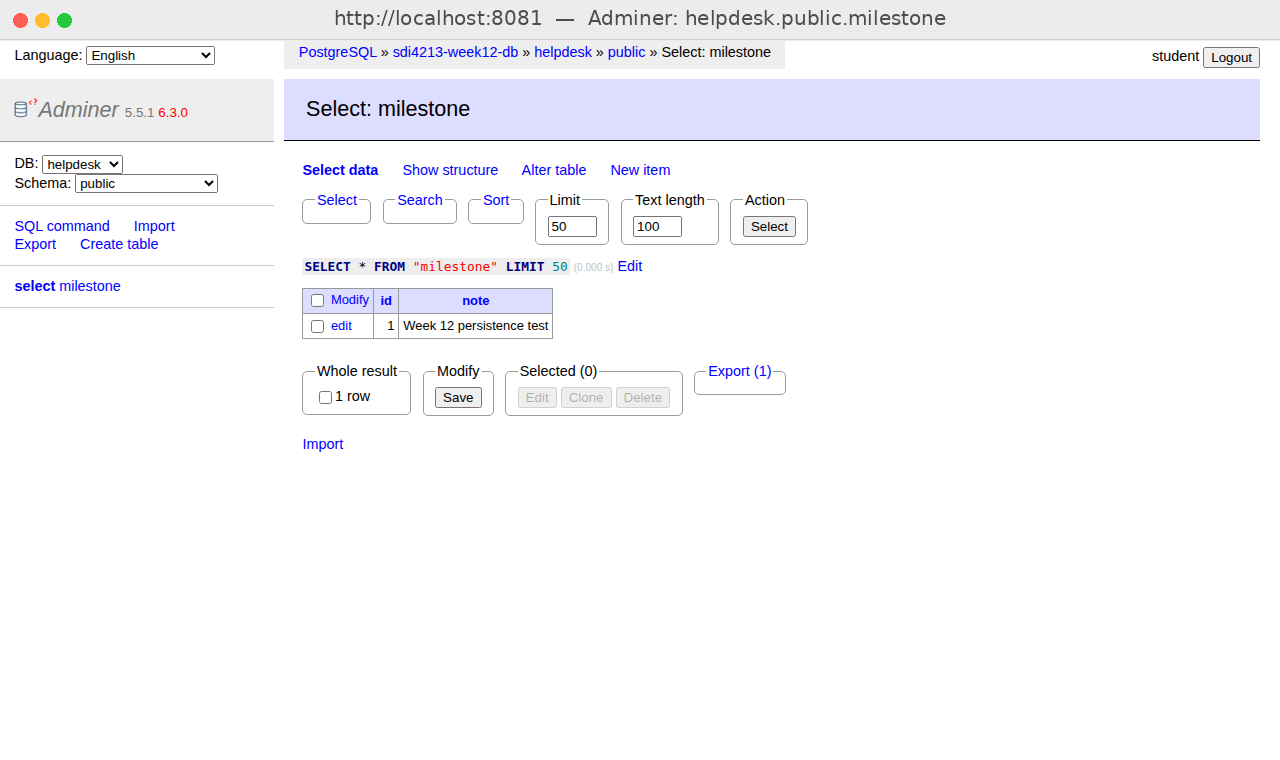 http://localhost:8081 — Adminer: helpdesk.public.milestone
Language: English
PostgreSQL » sdi4213-week12-db » helpdesk » public » Select: milestone
student Logout
Adminer 5.5.1 6.3.0
Select: milestone
DB: helpdesk
Schema: public
SQL command Import
Export Create table
select milestone
Select data Show structure Alter table New item
Select Search Sort Limit Text length Action
50 100 Select
SELECT * FROM "milestone" LIMIT 50 (0.000 s) Edit
Modify id note
edit 1 Week 12 persistence test
Whole result Modify Selected (0) Export (1)
1 row Save Edit Clone Delete
Import